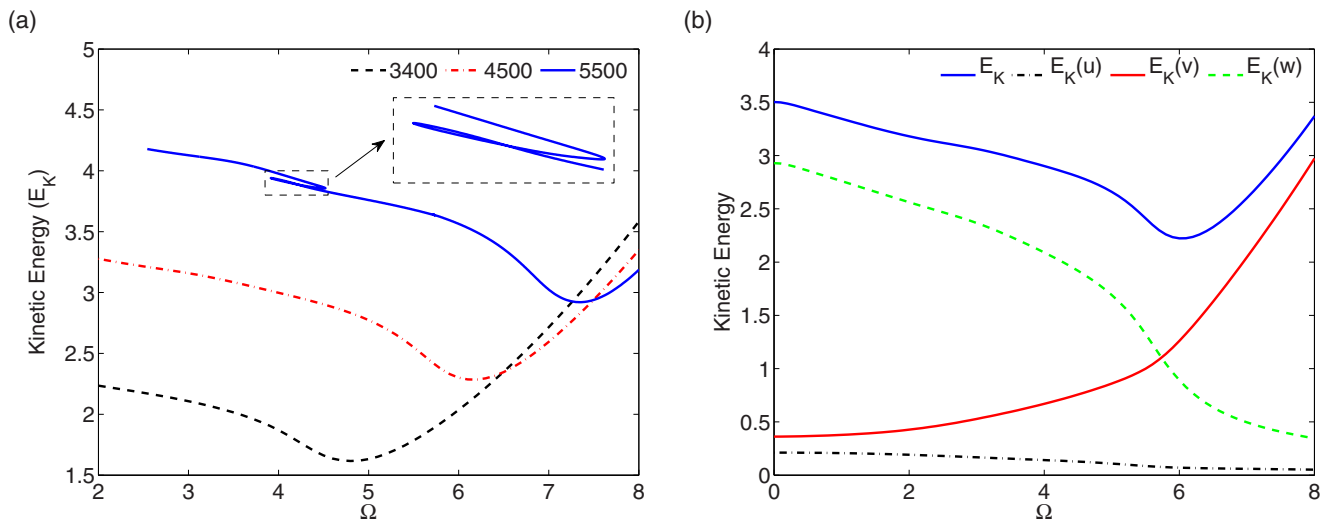 (a)
5
4.5
4
3.5
3
2.5
2
1.5
2 3 4 5 6 7 8
Kinetic Energy (E_K)
Ω
3400 4500 5500
(b)
4
3.5
3
2.5
2
1.5
1
0.5
0
0 2 4 6 8
Kinetic Energy
Ω
E_K E_K(u) E_K(v) E_K(w)